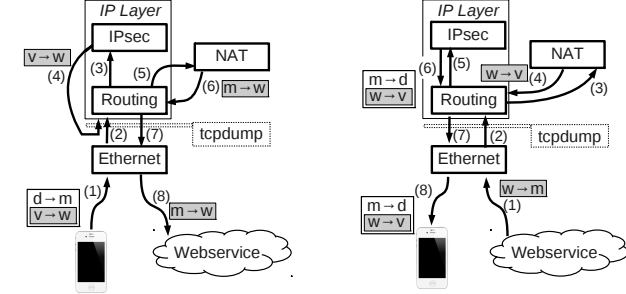 IP Layer
IPsec
v→w
(4)
(3)
(5)
NAT
(6)
m→w
Routing
(2)
(7)
tcpdump
Ethernet
(1)
(8)
d→m
v→w
m→w
Webservice
IP Layer
IPsec
NAT
(6)
(5)
w→v
(4)
(3)
m→d
w→v
Routing
(7)
(2)
tcpdump
Ethernet
(8)
w→m
(1)
m→d
w→v
Webservice